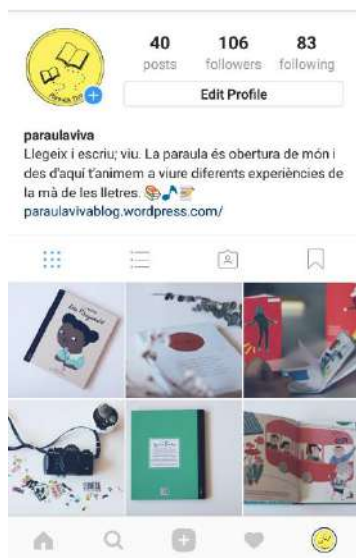 40 106 83
posts followers following
Edit Profile
paraulaviva
Llegeix i escriu; viu. La paraula és obertura de món i
des d'aquí t'animem a viure diferents experiències de
la mà de les lletres. 📚🎵📝
paraulavivablog.wordpress.com/